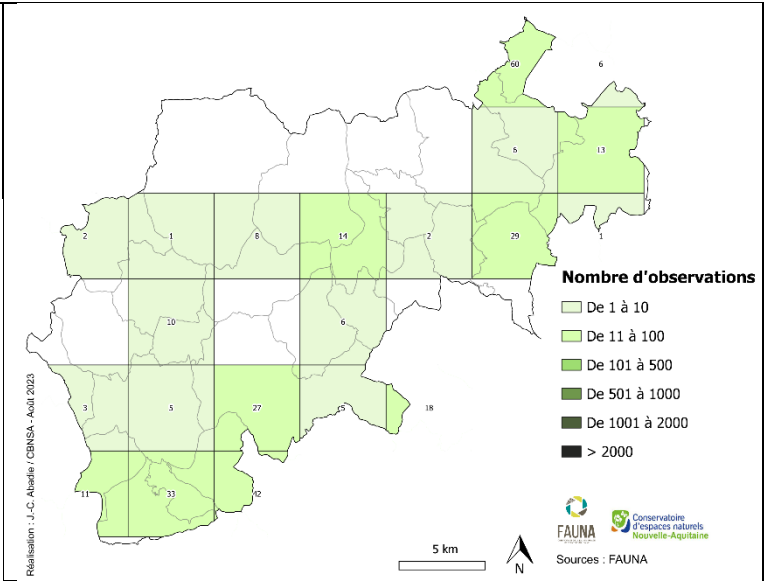 60
6
6
13
2
1
8
14
2
29
1
10
6
3
5
27
5
18
11
33
42
Nombre d'observations
De 1 à 10
De 11 à 100
De 101 à 500
De 501 à 1000
De 1001 à 2000
> 2000
Réalisation : J.-C. Abadie / CBNSA - Août 2023
5 km
N
FAUNA
Conservatoire
d'espaces naturels
Nouvelle-Aquitaine
Sources : FAUNA